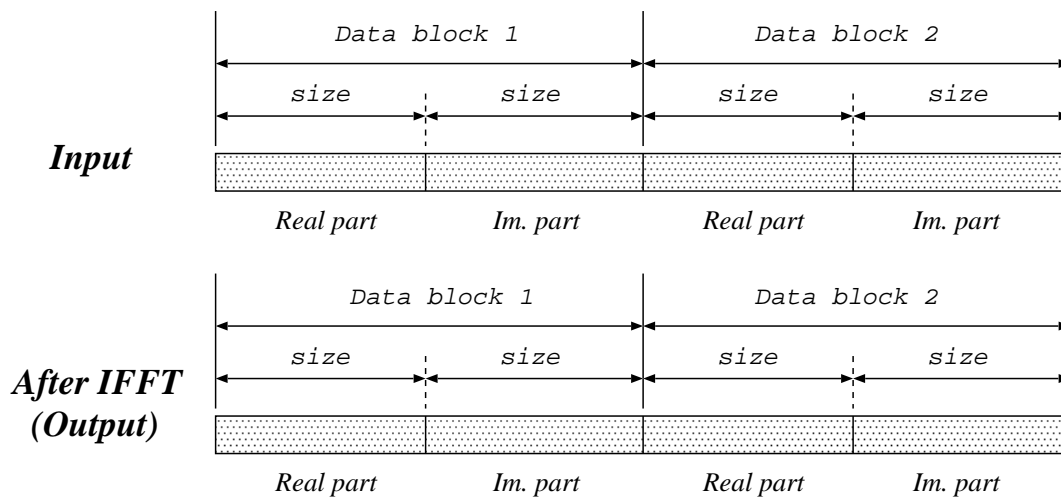 Data block 1 Data block 2
size size size size
Input
Real part Im. part Real part Im. part
Data block 1 Data block 2
size size size size
After IFFT
(Output)
Real part Im. part Real part Im. part